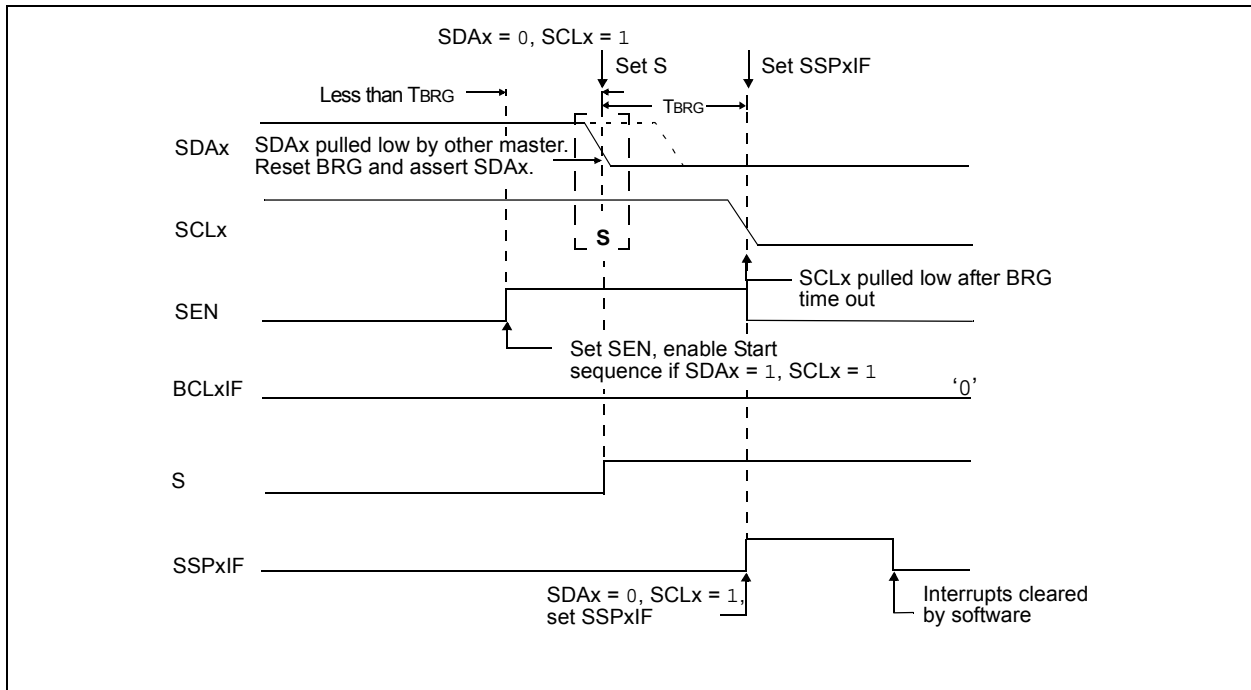 SDAx = 0, SCLx = 1
Set S
Set SSPxIF
Less than TBRG
TBRG
SDAx
SDAx pulled low by other master.
Reset BRG and assert SDAx.
SCLx
S
SCLx pulled low after BRG
time out
SEN
Set SEN, enable Start
sequence if SDAx = 1, SCLx = 1
BCLxIF
‘0’
S
SSPxIF
SDAx = 0, SCLx = 1,
set SSPxIF
Interrupts cleared
by software